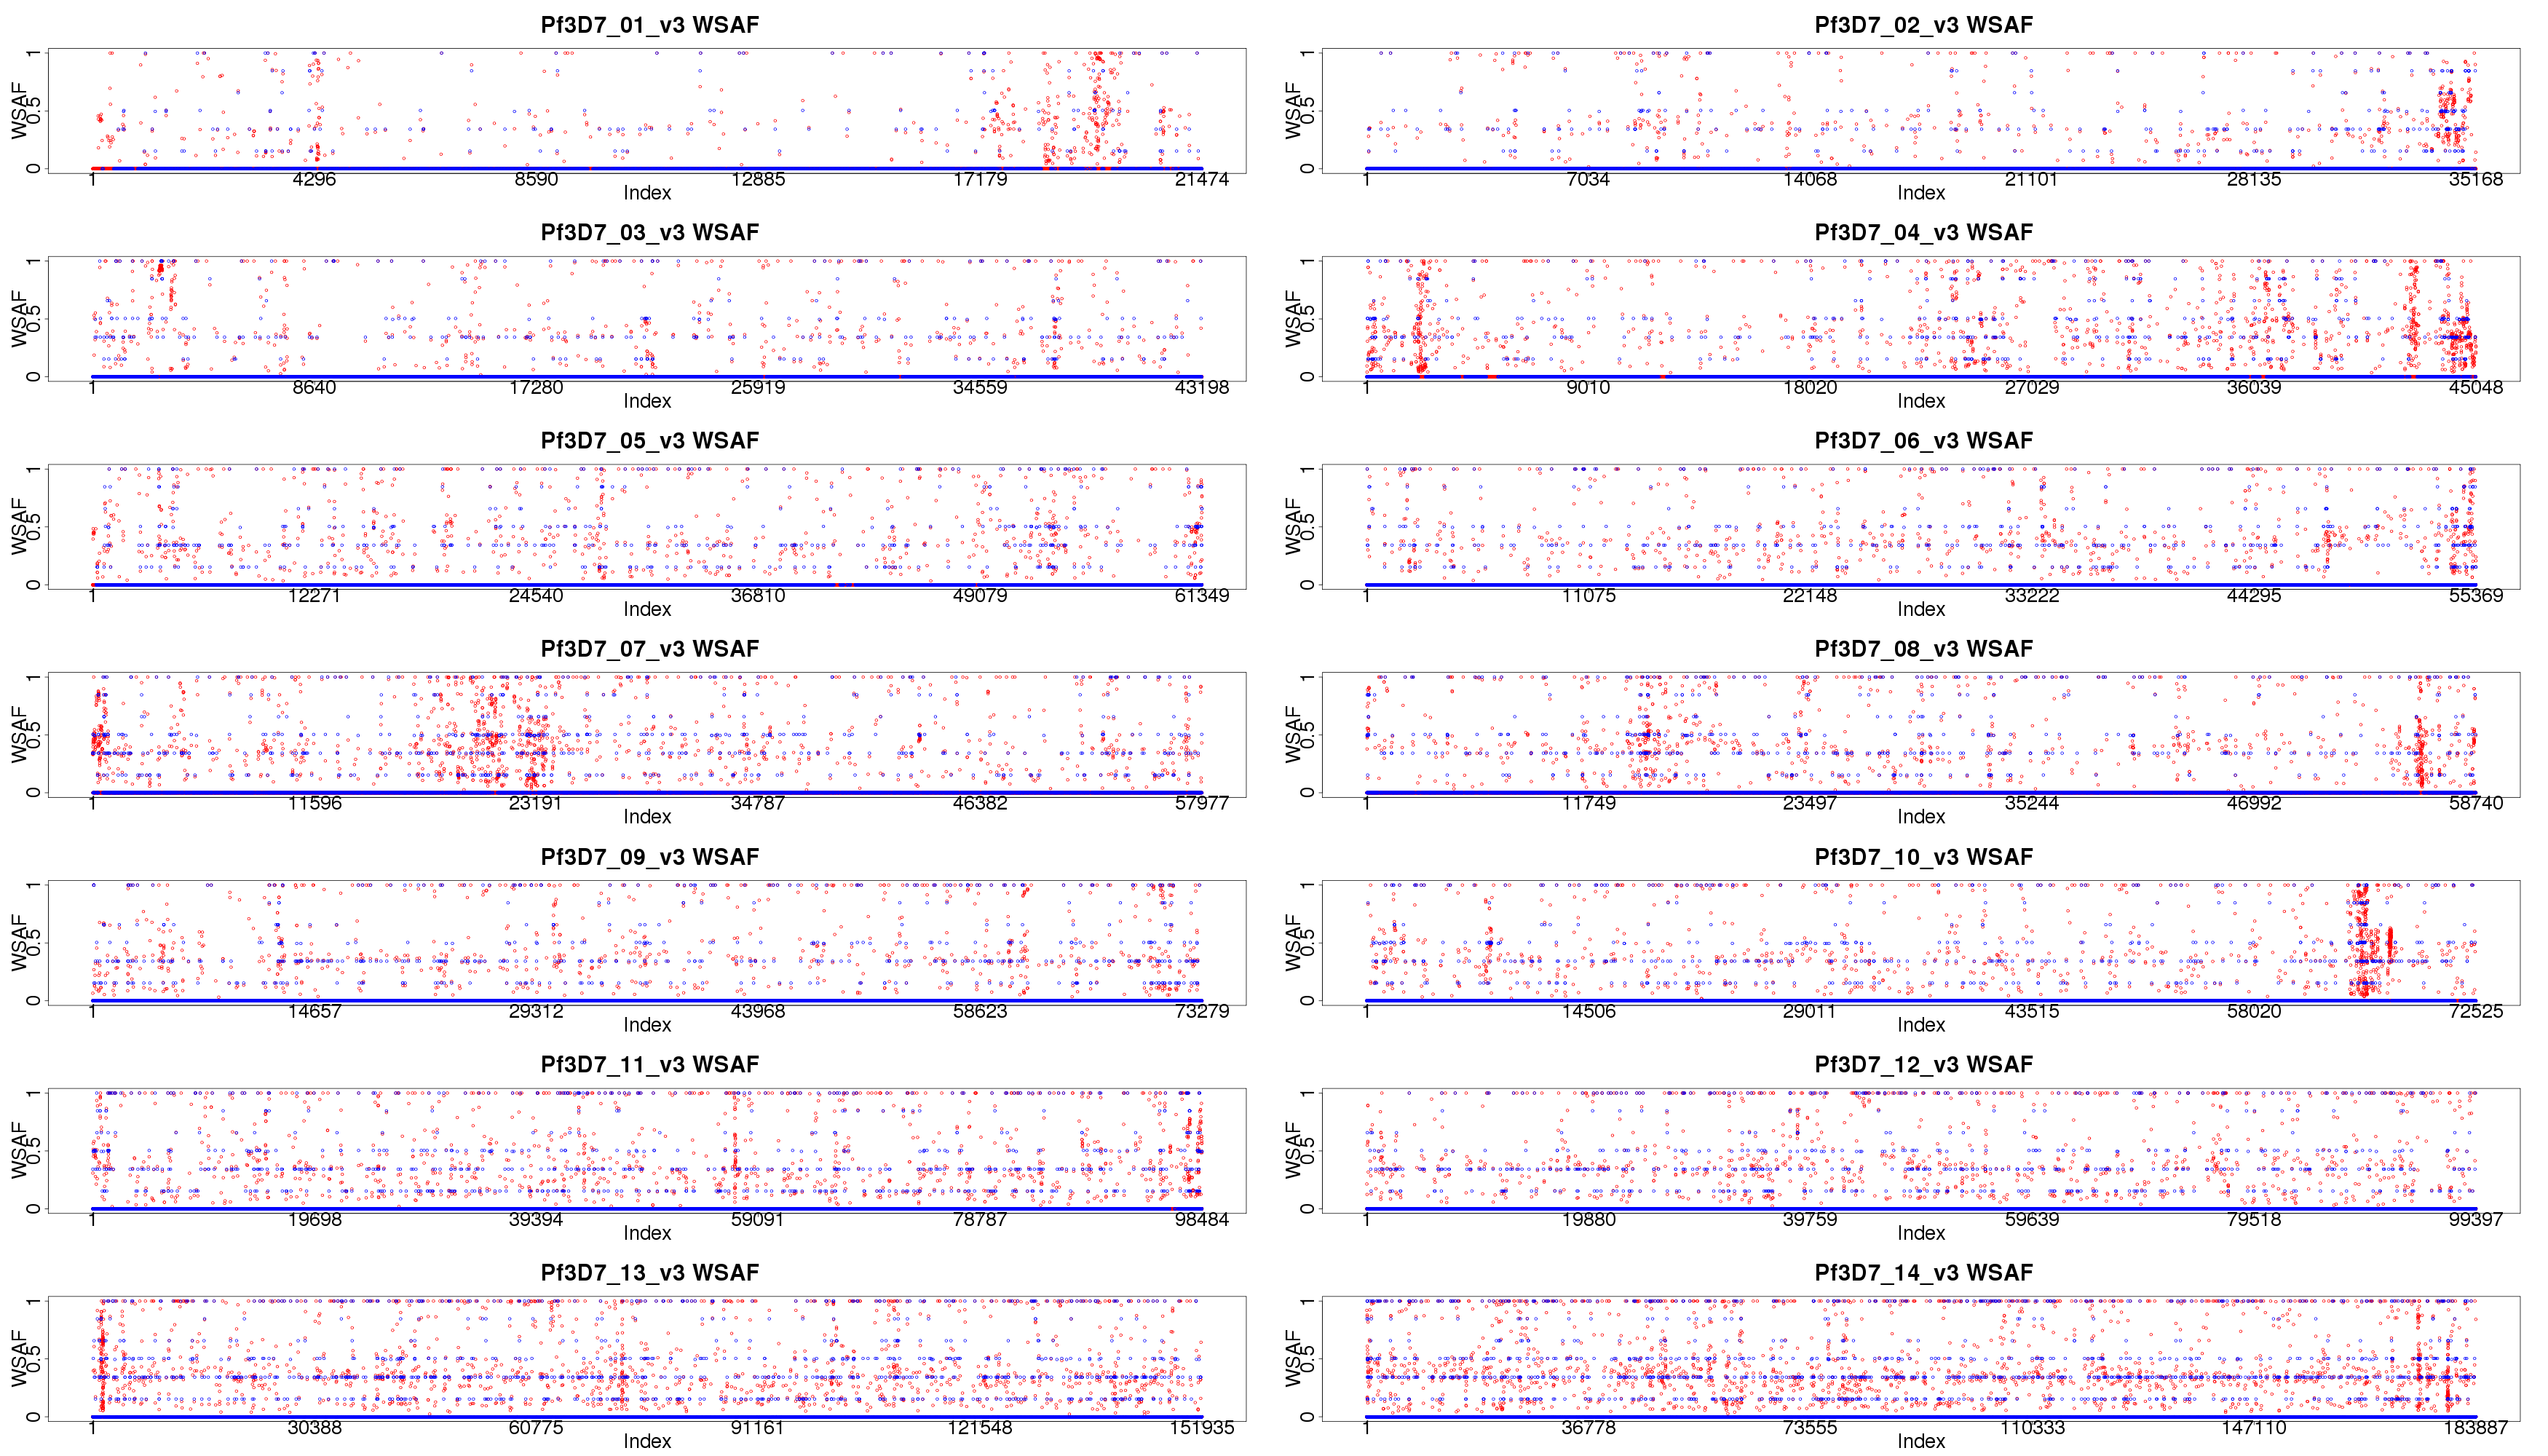 Pf3D7_01_v3 WSAF
WSAF
0 0.5 1
1 4296 8590 12885 17179 21474
Index
Pf3D7_02_v3 WSAF
WSAF
0 0.5 1
1 7034 14068 21101 28135 35168
Index
Pf3D7_03_v3 WSAF
WSAF
0 0.5 1
1 8640 17280 25919 34559 43198
Index
Pf3D7_04_v3 WSAF
WSAF
0 0.5 1
1 9010 18020 27029 36039 45048
Index
Pf3D7_05_v3 WSAF
WSAF
0 0.5 1
1 12271 24540 36810 49079 61349
Index
Pf3D7_06_v3 WSAF
WSAF
0 0.5 1
1 11075 22148 33222 44295 55369
Index
Pf3D7_07_v3 WSAF
WSAF
0 0.5 1
1 11596 23191 34787 46382 57977
Index
Pf3D7_08_v3 WSAF
WSAF
0 0.5 1
1 11749 23497 35244 46992 58740
Index
Pf3D7_09_v3 WSAF
WSAF
0 0.5 1
1 14657 29312 43968 58623 73279
Index
Pf3D7_10_v3 WSAF
WSAF
0 0.5 1
1 14506 29011 43515 58020 72525
Index
Pf3D7_11_v3 WSAF
WSAF
0 0.5 1
1 19698 39394 59091 78787 98484
Index
Pf3D7_12_v3 WSAF
WSAF
0 0.5 1
1 19880 39759 59639 79518 99397
Index
Pf3D7_13_v3 WSAF
WSAF
0 0.5 1
1 30388 60775 91161 121548 151935
Index
Pf3D7_14_v3 WSAF
WSAF
0 0.5 1
1 36778 73555 110333 147110 183887
Index